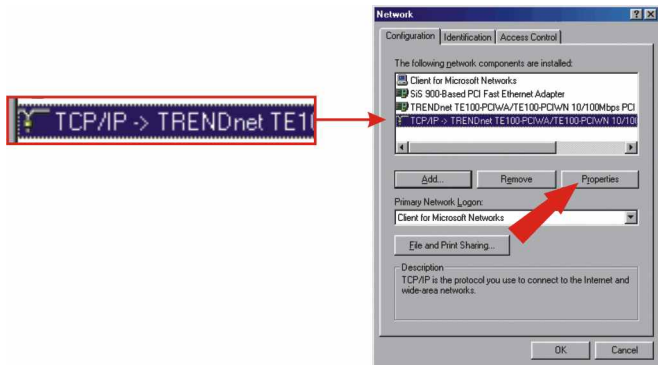 TCP/IP -> TRENDnet TE10
Network
Configuration Identification Access Control
The following network components are installed:
Client for Microsoft Networks
SiS 900-Based PCI Fast Ethernet Adapter
TRENDnet TE100-PCIWA/TE100-PCIWN 10/100Mbps PCI
TCP/IP -> TRENDnet TE100-PCIWA/TE100-PCIWN 10/100
Add... Remove Properties
Primary Network Logon:
Client for Microsoft Networks
File and Print Sharing...
Description
TCP/IP is the protocol you use to connect to the Internet and
wide-area networks.
OK Cancel